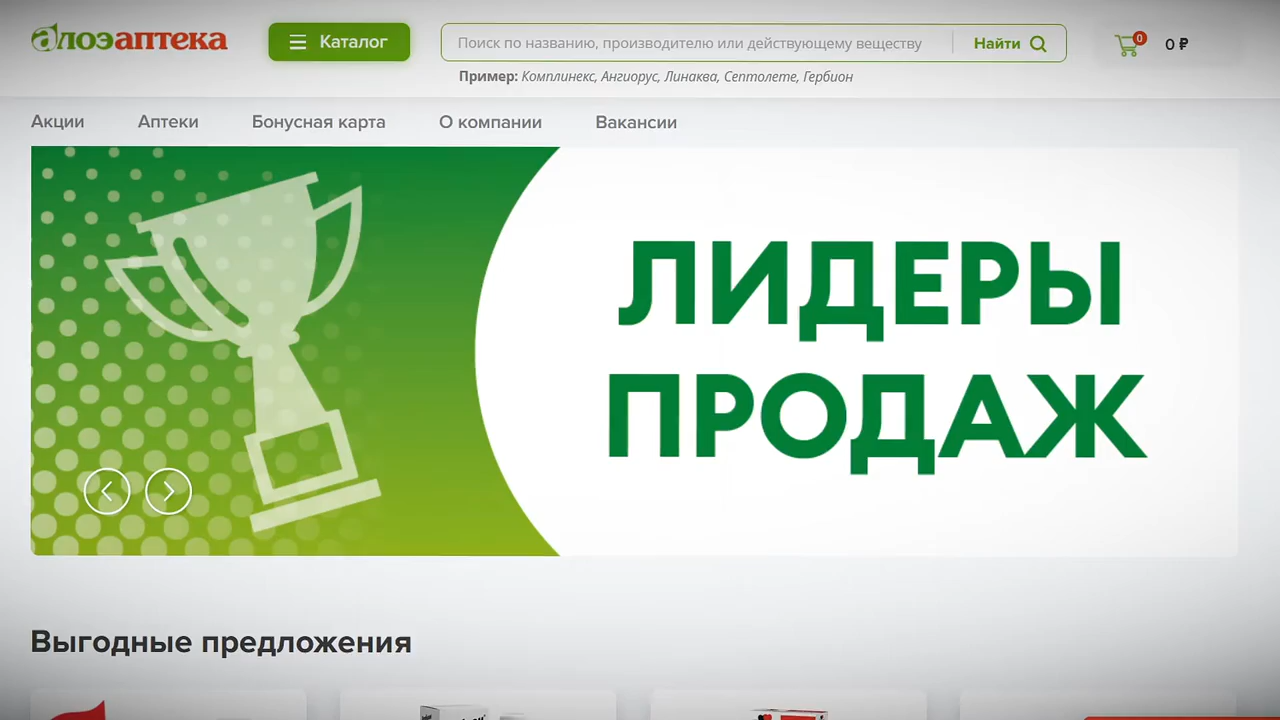 алоэаптека
Каталог
Поиск по названию, производителю или действующему веществу
Найти
0
0 ₽
Пример: Комплинекс, Ангиорус, Линаква, Септолете, Гербион
Акции
Аптеки
Бонусная карта
О компании
Вакансии
ЛИДЕРЫ
ПРОДАЖ
Выгодные предложения